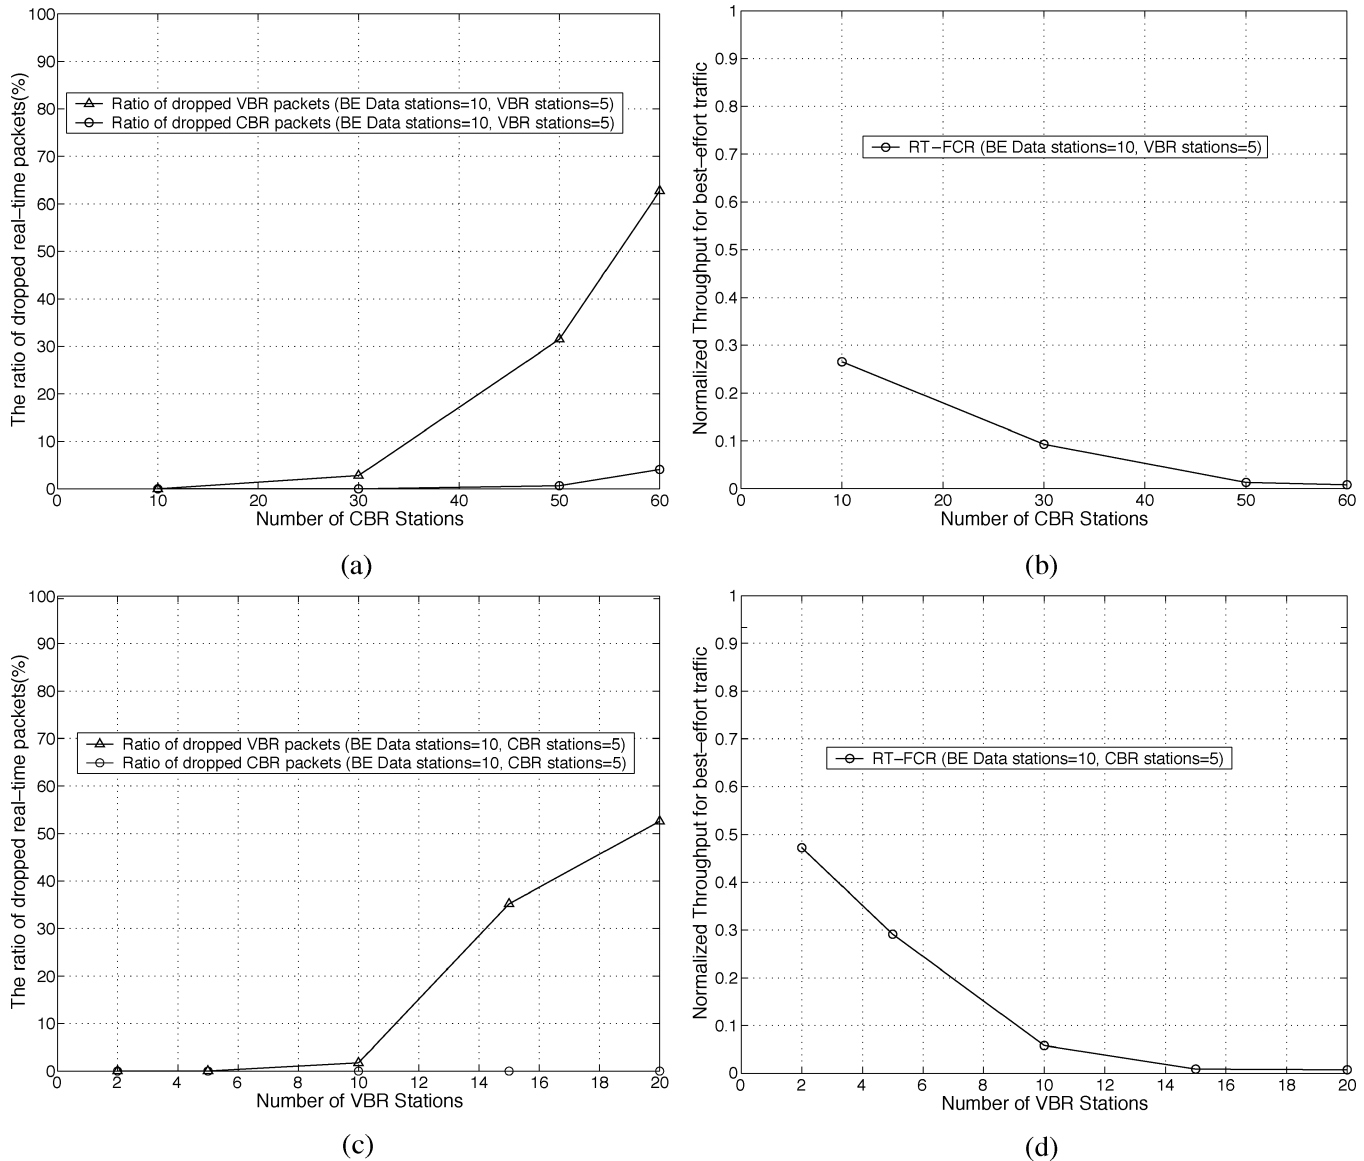 100
90
80
70
60
50
40
30
20
10
0
The ratio of dropped real-time packets(%)
Ratio of dropped VBR packets (BE Data stations=10, VBR stations=5)
Ratio of dropped CBR packets (BE Data stations=10, VBR stations=5)
0 10 20 30 40 50 60
Number of CBR Stations
(a)
1
0.9
0.8
0.7
0.6
0.5
0.4
0.3
0.2
0.1
0
Normalized Throughput for best-effort traffic
RT-FCR (BE Data stations=10, VBR stations=5)
0 10 20 30 40 50 60
Number of CBR Stations
(b)
100
90
80
70
60
50
40
30
20
10
0
The ratio of dropped real-time packets(%)
Ratio of dropped VBR packets (BE Data stations=10, CBR stations=5)
Ratio of dropped CBR packets (BE Data stations=10, CBR stations=5)
0 2 4 6 8 10 12 14 16 18 20
Number of VBR Stations
(c)
1
0.9
0.8
0.7
0.6
0.5
0.4
0.3
0.2
0.1
0
Normalized Throughput for best-effort traffic
RT-FCR (BE Data stations=10, CBR stations=5)
0 2 4 6 8 10 12 14 16 18 20
Number of VBR Stations
(d)